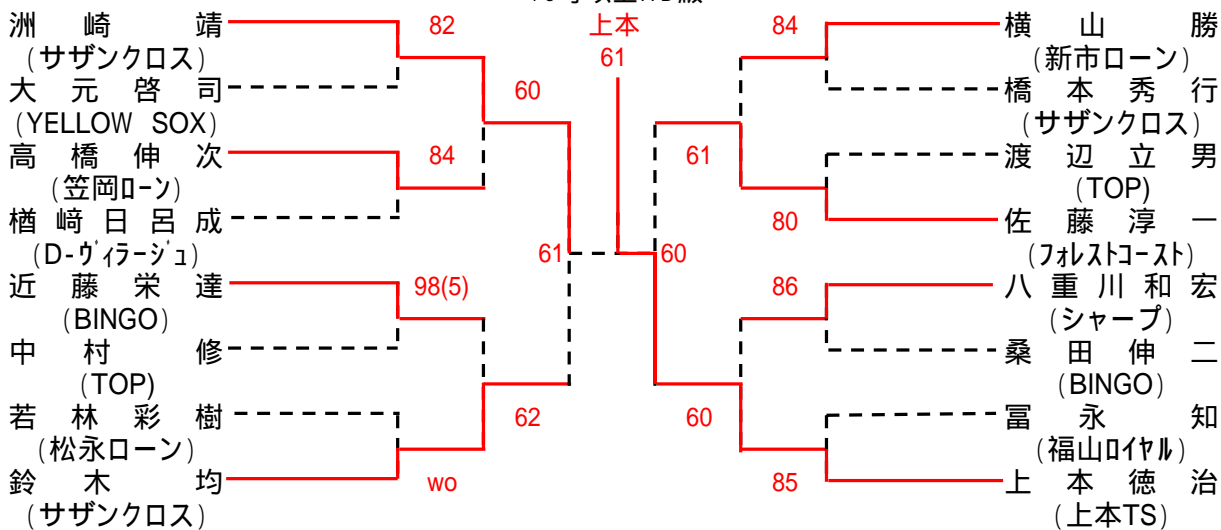 上本
61
洲崎靖
(サザンクロス)
大元啓司
(YELLOW SOX)
高橋伸次
(笠岡ローン)
楢﨑日呂成
(D-ヴィラージュ)
近藤栄達
(BINGO)
中村修
(TOP)
若林彩樹
(松永ローン)
鈴木均
(サザンクロス)
82
84
98(5)
wo
60
62
61
60
61
60
84
80
86
85
横山勝
(新市ローン)
橋本秀行
(サザンクロス)
渡辺立男
(TOP)
佐藤淳一
(フォレストコースト)
八重川和宏
(シャープ)
桑田伸二
(BINGO)
冨永知
(福山ロイヤル)
上本徳治
(上本TS)